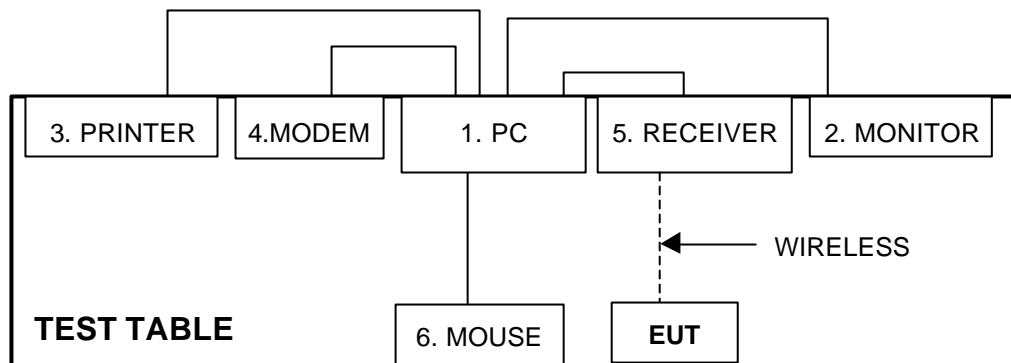 3. PRINTER
4.MODEM
1. PC
5. RECEIVER
2. MONITOR
WIRELESS
TEST TABLE
6. MOUSE
EUT